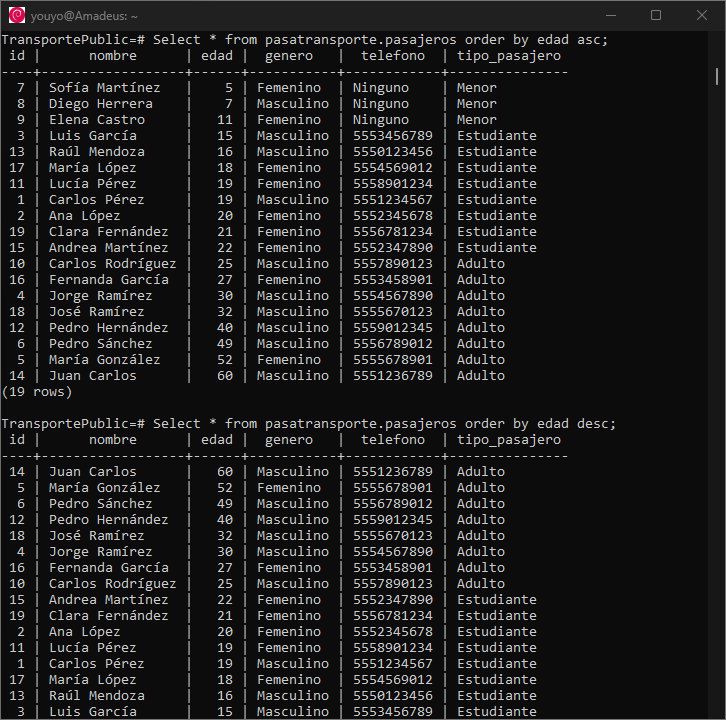 youyo@Amadeus: ~
TransportePublic=# Select * from pasatransporte.pasajeros order by edad asc;
 id |      nombre      | edad |  genero   |  telefono  | tipo_pasajero
----+------------------+------+-----------+------------+---------------
  7 | Sofía Martínez   |    5 | Femenino  | Ninguno    | Menor
  8 | Diego Herrera    |    7 | Masculino | Ninguno    | Menor
  9 | Elena Castro     |   11 | Femenino  | Ninguno    | Menor
  3 | Luis García      |   15 | Masculino | 5553456789 | Estudiante
 13 | Raúl Mendoza     |   16 | Masculino | 5550123456 | Estudiante
 17 | María López      |   18 | Femenino  | 5554569012 | Estudiante
 11 | Lucía Pérez      |   19 | Femenino  | 5558901234 | Estudiante
  1 | Carlos Pérez     |   19 | Masculino | 5551234567 | Estudiante
  2 | Ana López        |   20 | Femenino  | 5552345678 | Estudiante
 19 | Clara Fernández  |   21 | Femenino  | 5556781234 | Estudiante
 15 | Andrea Martínez  |   22 | Femenino  | 5552347890 | Estudiante
 10 | Carlos Rodríguez |   25 | Masculino | 5557890123 | Adulto
 16 | Fernanda García  |   27 | Femenino  | 5553458901 | Adulto
  4 | Jorge Ramírez    |   30 | Masculino | 5554567890 | Adulto
 18 | José Ramírez     |   32 | Masculino | 5555670123 | Adulto
 12 | Pedro Hernández  |   40 | Masculino | 5559012345 | Adulto
  6 | Pedro Sánchez    |   49 | Masculino | 5556789012 | Adulto
  5 | María González   |   52 | Femenino  | 5555678901 | Adulto
 14 | Juan Carlos      |   60 | Masculino | 5551236789 | Adulto
(19 rows)
TransportePublic=# Select * from pasatransporte.pasajeros order by edad desc;
 id |      nombre      | edad |  genero   |  telefono  | tipo_pasajero
----+------------------+------+-----------+------------+---------------
 14 | Juan Carlos      |   60 | Masculino | 5551236789 | Adulto
  5 | María González   |   52 | Femenino  | 5555678901 | Adulto
  6 | Pedro Sánchez    |   49 | Masculino | 5556789012 | Adulto
 12 | Pedro Hernández  |   40 | Masculino | 5559012345 | Adulto
 18 | José Ramírez     |   32 | Masculino | 5555670123 | Adulto
  4 | Jorge Ramírez    |   30 | Masculino | 5554567890 | Adulto
 16 | Fernanda García  |   27 | Femenino  | 5553458901 | Adulto
 10 | Carlos Rodríguez |   25 | Masculino | 5557890123 | Adulto
 15 | Andrea Martínez  |   22 | Femenino  | 5552347890 | Estudiante
 19 | Clara Fernández  |   21 | Femenino  | 5556781234 | Estudiante
  2 | Ana López        |   20 | Femenino  | 5552345678 | Estudiante
 11 | Lucía Pérez      |   19 | Femenino  | 5558901234 | Estudiante
  1 | Carlos Pérez     |   19 | Masculino | 5551234567 | Estudiante
 17 | María López      |   18 | Femenino  | 5554569012 | Estudiante
 13 | Raúl Mendoza     |   16 | Masculino | 5550123456 | Estudiante
  3 | Luis García      |   15 | Masculino | 5553456789 | Estudiante